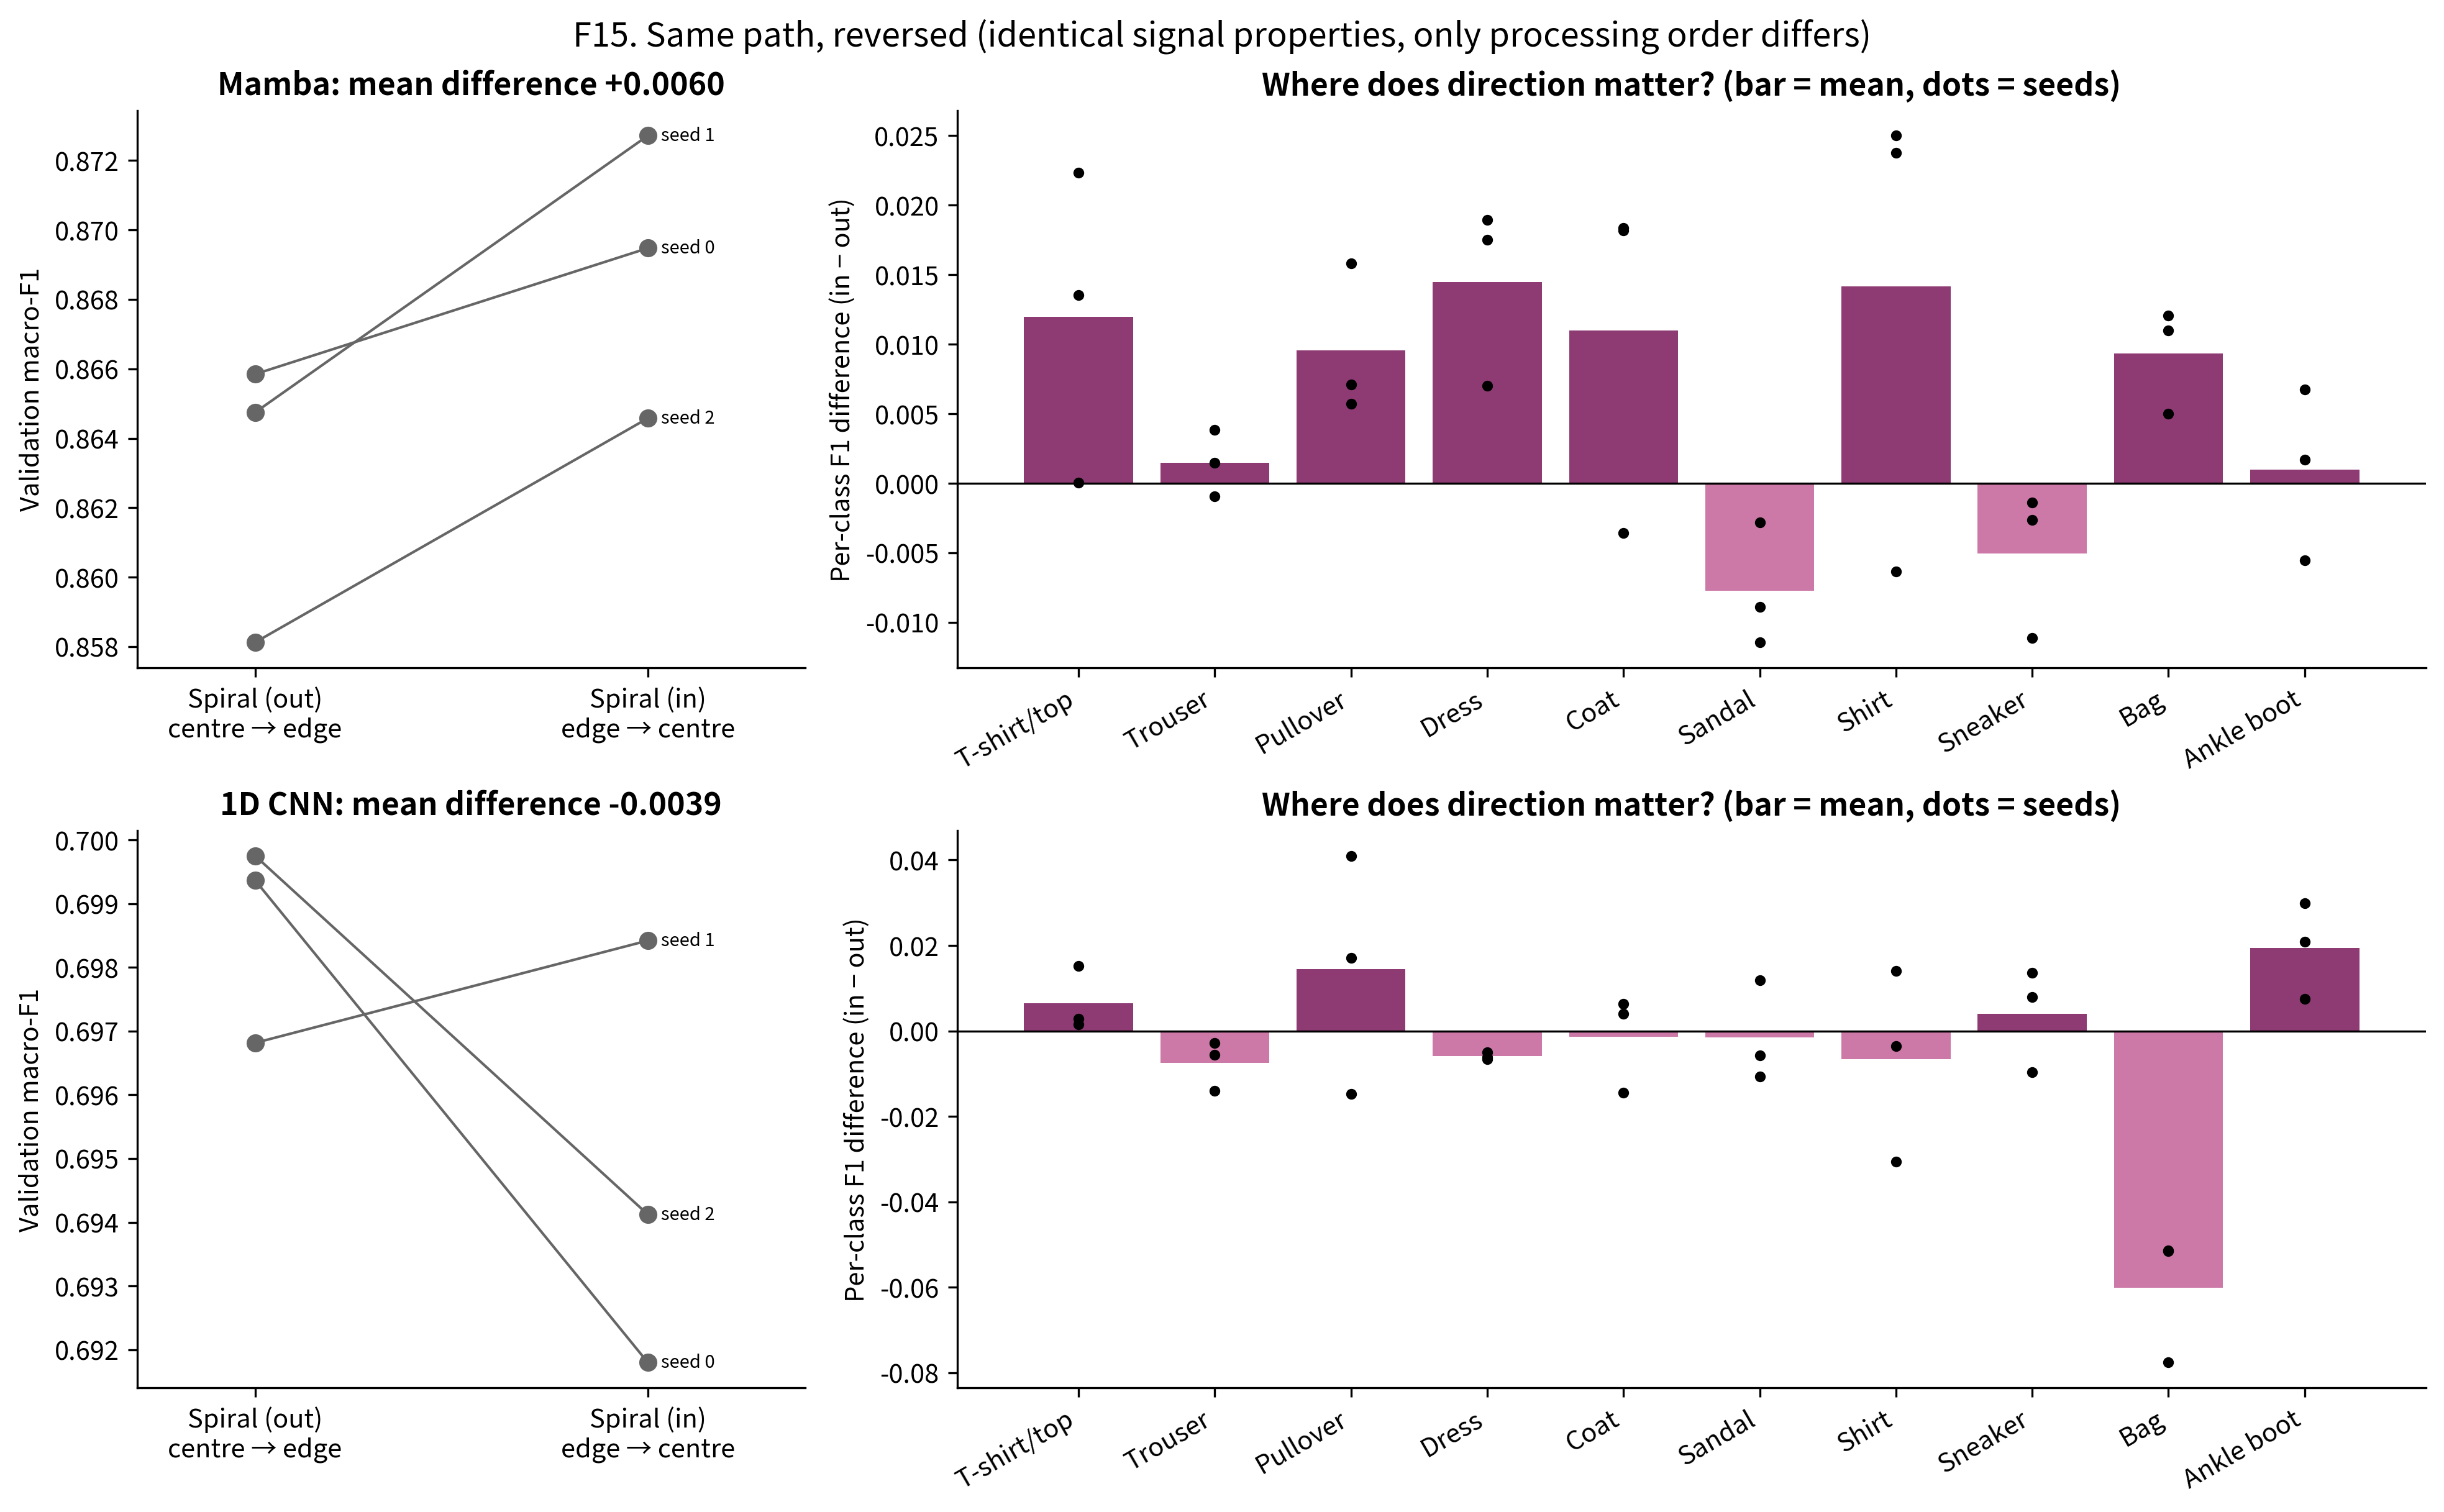 F15. Same path, reversed (identical signal properties, only processing order differs)
Mamba: mean difference +0.0060
Validation macro-F1
0.872
0.870
0.868
0.866
0.864
0.862
0.860
0.858
seed 1
seed 0
seed 2
Spiral (out)
centre → edge
Spiral (in)
edge → centre
Where does direction matter? (bar = mean, dots = seeds)
Per-class F1 difference (in − out)
0.025
0.020
0.015
0.010
0.005
0.000
-0.005
-0.010
T-shirt/top
Trouser
Pullover
Dress
Coat
Sandal
Shirt
Sneaker
Bag
Ankle boot
1D CNN: mean difference -0.0039
Validation macro-F1
0.700
0.699
0.698
0.697
0.696
0.695
0.694
0.693
0.692
seed 1
seed 2
seed 0
Spiral (out)
centre → edge
Spiral (in)
edge → centre
Where does direction matter? (bar = mean, dots = seeds)
Per-class F1 difference (in − out)
0.04
0.02
0.00
-0.02
-0.04
-0.06
-0.08
T-shirt/top
Trouser
Pullover
Dress
Coat
Sandal
Shirt
Sneaker
Bag
Ankle boot